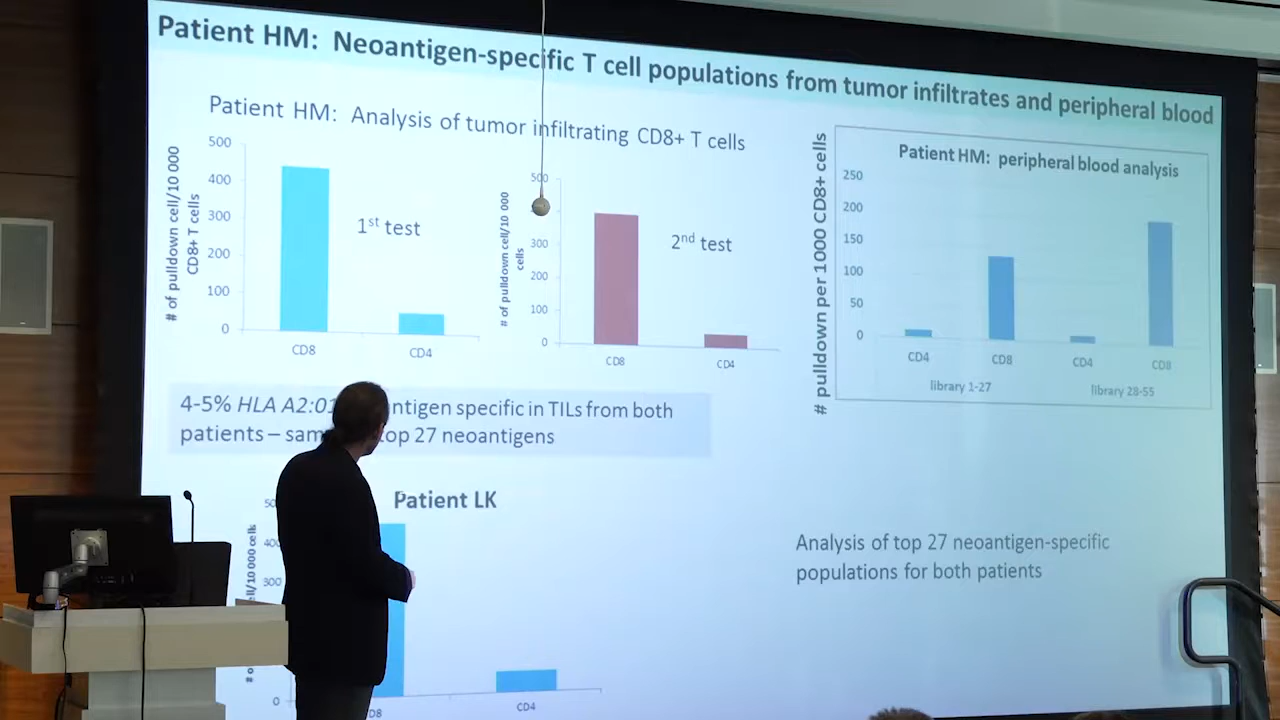 Patient HM: Neoantigen-specific T cell populations from tumor infiltrates and peripheral blood
Patient HM: Analysis of tumor infiltrating CD8+ T cells
# of pulldown cell/10 000
CD8+ T cells
500
400
300
200
100
0
1st test
CD8
CD4
# of pulldown cell/10 000
cells
500
300
200
100
0
2nd test
CD8
CD4
# pulldown per 1000 CD8+ cells
Patient HM: peripheral blood analysis
250
200
150
100
50
0
CD4
CD8
CD4
CD8
library 1-27
library 28-55
4-5% HLA A2:01 antigen specific in TILs from both
patients – top 27 neoantigens
Patient LK
400
300
0
CD4
Analysis of top 27 neoantigen-specific
populations for both patients